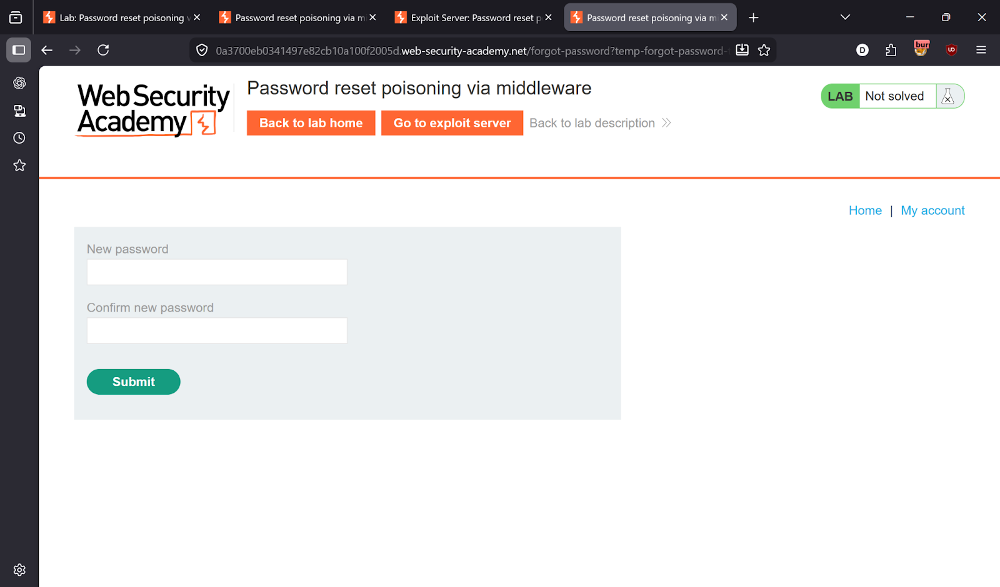 Lab: Password reset poisoning v
Password reset poisoning via m
Exploit Server: Password reset p
Password reset poisoning via m
0a3700eb0341497e82cb10a100f2005d.web-security-academy.net/forgot-password?temp-forgot-password-
D
bur
UD
WebSecurity
Academy
Password reset poisoning via middleware
Back to lab home
Go to exploit server
Back to lab description
LAB
Not solved
Home | My account
New password
Confirm new password
Submit